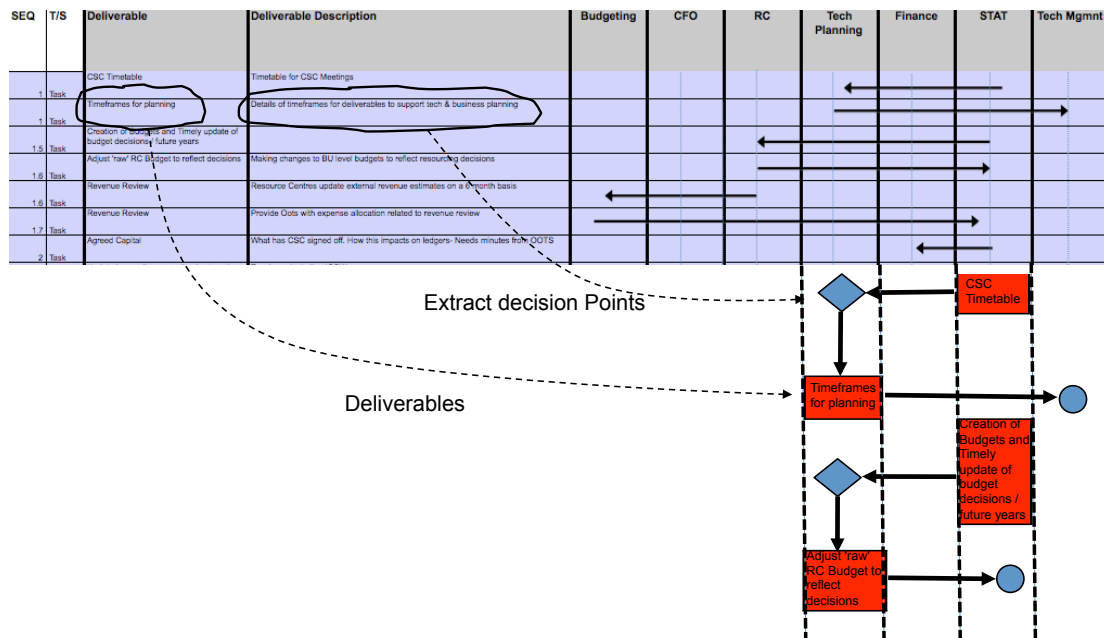 SEQ T/S Deliverable Deliverable Description Budgeting CFO RC Tech Planning Finance STAT Tech Mgmnt
CSC Timetable Timetable for CSC Meetings
1 Task
Timeframes for planning Details of timeframes for deliverables to support tech & business planning
1 Task
Creation of Budgets and Timely update of
budget decisions / future years
1.5 Task
Adjust 'raw' RC Budget to reflect decisions Making changes to BU level budgets to reflect resourcing decisions
1.6 Task
Revenue Review Resource Centres update external revenue estimates on a 6 month basis
1.6 Task
Revenue Review Provide Oots with expense allocation related to revenue review
1.7 Task
Agreed Capital What has CSC signed off. How this impacts on ledgers- Needs minutes from OOTS
2 Task
Extract decision Points
CSC
Timetable
Deliverables
Timeframes
for planning
Creation of
Budgets and
Timely
update of
budget
decisions /
future years
Adjust 'raw'
RC Budget to
reflect
decisions